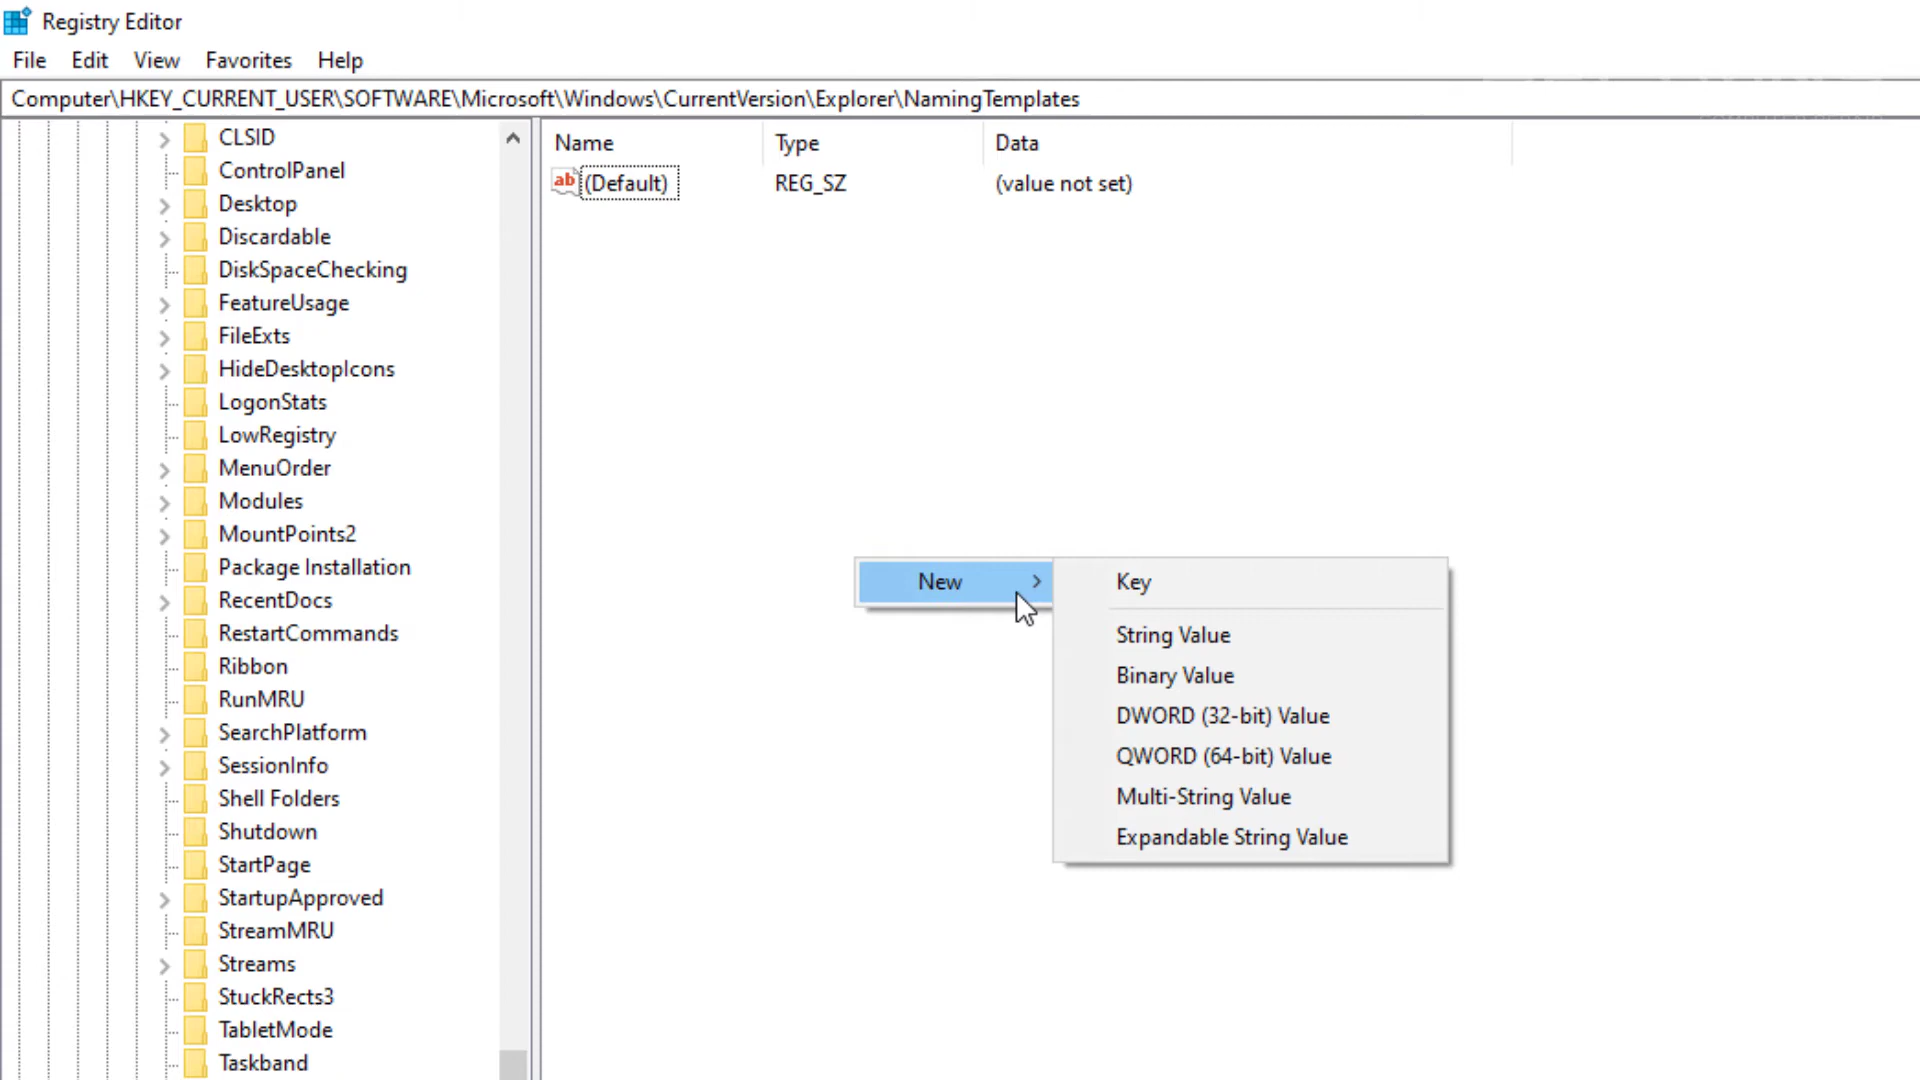 Registry Editor
File Edit View Favorites Help
Computer\HKEY_CURRENT_USER\SOFTWARE\Microsoft\Windows\CurrentVersion\Explorer\NamingTemplates
CLSID
ControlPanel
Desktop
Discardable
DiskSpaceChecking
FeatureUsage
FileExts
HideDesktopIcons
LogonStats
LowRegistry
MenuOrder
Modules
MountPoints2
Package Installation
RecentDocs
RestartCommands
Ribbon
RunMRU
SearchPlatform
SessionInfo
Shell Folders
Shutdown
StartPage
StartupApproved
StreamMRU
Streams
StuckRects3
TabletMode
Taskband
Name Type Data
ab (Default) REG_SZ (value not set)
New
Key
String Value
Binary Value
DWORD (32-bit) Value
QWORD (64-bit) Value
Multi-String Value
Expandable String Value